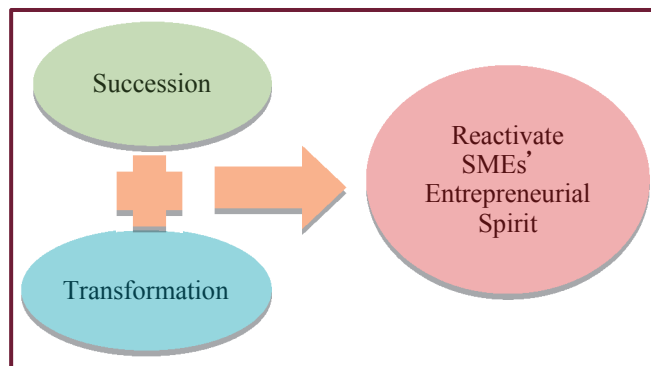 Succession
Transformation
Reactivate
SMEs’
Entrepreneurial
Spirit